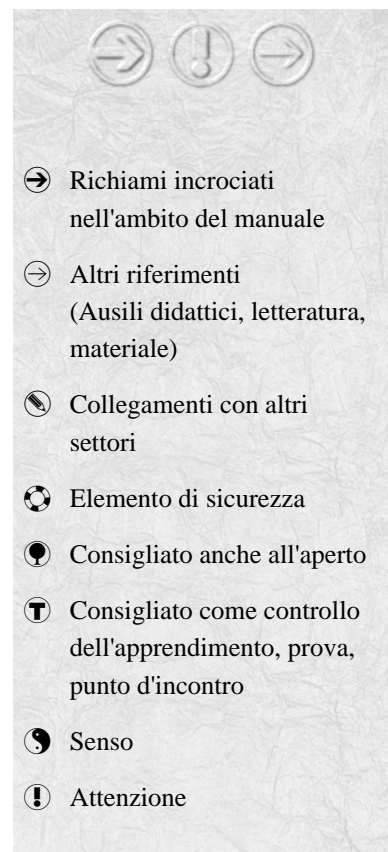 Richiami incrociati
nell'ambito del manuale
Altri riferimenti
(Ausili didattici, letteratura,
materiale)
Collegamenti con altri
settori
Elemento di sicurezza
Consigliato anche all'aperto
T Consigliato come controllo
dell'apprendimento, prova,
punto d'incontro
Senso
! Attenzione